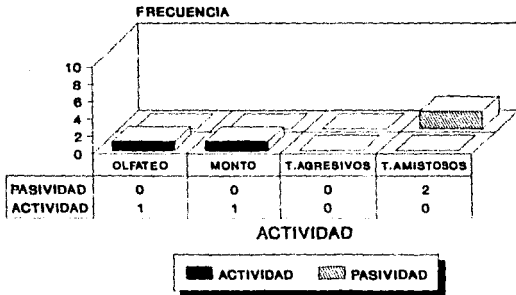 FRECUENCIA
10
8
6
4
2
0
OLFATEO MONTO T.AGRESIVOS T.AMISTOSOS
PASIVIDAD 0 0 0 2
ACTIVIDAD 1 1 0 0
ACTIVIDAD
ACTIVIDAD PASIVIDAD